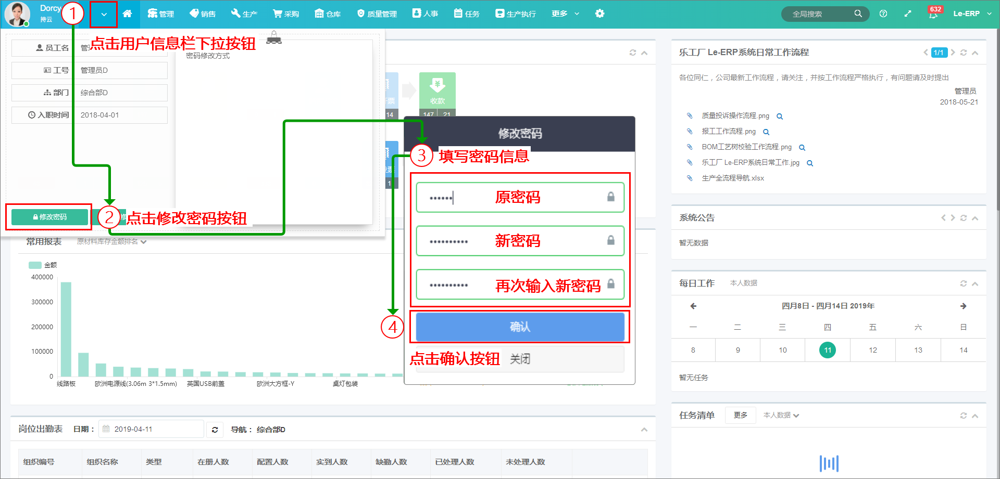 Dorcy
持云
1
管理
销售
生产
采购
仓库
质量管理
人事
任务
生产执行
更多
全局搜索
632
Le-ERP
点击用户信息栏下拉按钮
员工名
工号 管理员D
部门 综合部D
入职时间 2018-04-01
密码修改方式
修改密码
2
点击修改密码按钮
收款
147 21
14
修改密码
3
填写密码信息
原密码
新密码
再次输入新密码
4
确认
点击确认按钮
关闭
常用报表 原材料库存金额排名
金额
400000
300000
200000
100000
0
线路板 欧洲电源线(3.06m 3*1.5mm) 英国USB前盖 欧洲大方框-Y 桌灯包装
岗位出勤表 日期： 2019-04-11 导航： 综合部D
组织编号 组织名称 类型 在册人数 配置人数 实到人数 缺勤人数 已处理人数 未处理人数
乐工厂 Le-ERP系统日常工作流程
1/1
各位同仁，公司最新工作流程，请关注，并按工作流程严格执行，有问题请及时提出
管理员
2018-05-21
质量投诉操作流程.png
报工工作流程.png
BOM工艺树校验工作流程.png
乐工厂 Le-ERP系统日常工作.jpg
生产全流程导航.xlsx
系统公告
暂无数据
每日工作 本人数据
四月8日 - 四月14日 2019年
一 二 三 四 五 六 日
8 9 10 11 12 13 14
暂无任务
任务清单 更多 本人数据